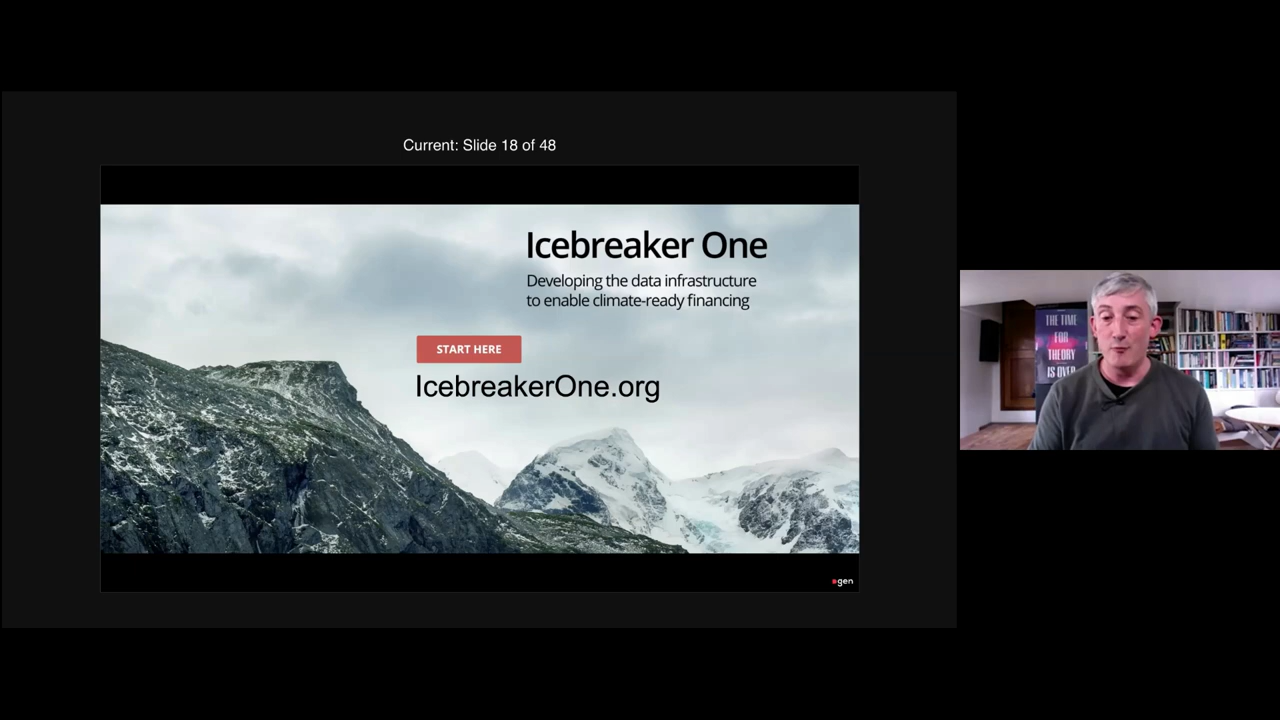 Current: Slide 18 of 48
Icebreaker One
Developing the data infrastructure
to enable climate-ready financing
START HERE
IcebreakerOne.org
gen
THE TIME
FOR
THEORY
IS OVER